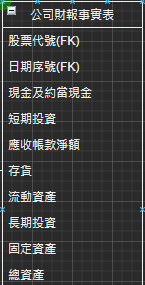 公司財報事實表
股票代號(FK)
日期序號(FK)
現金及約當現金
短期投資
應收帳款淨額
存貨
流動資產
長期投資
固定資產
總資產